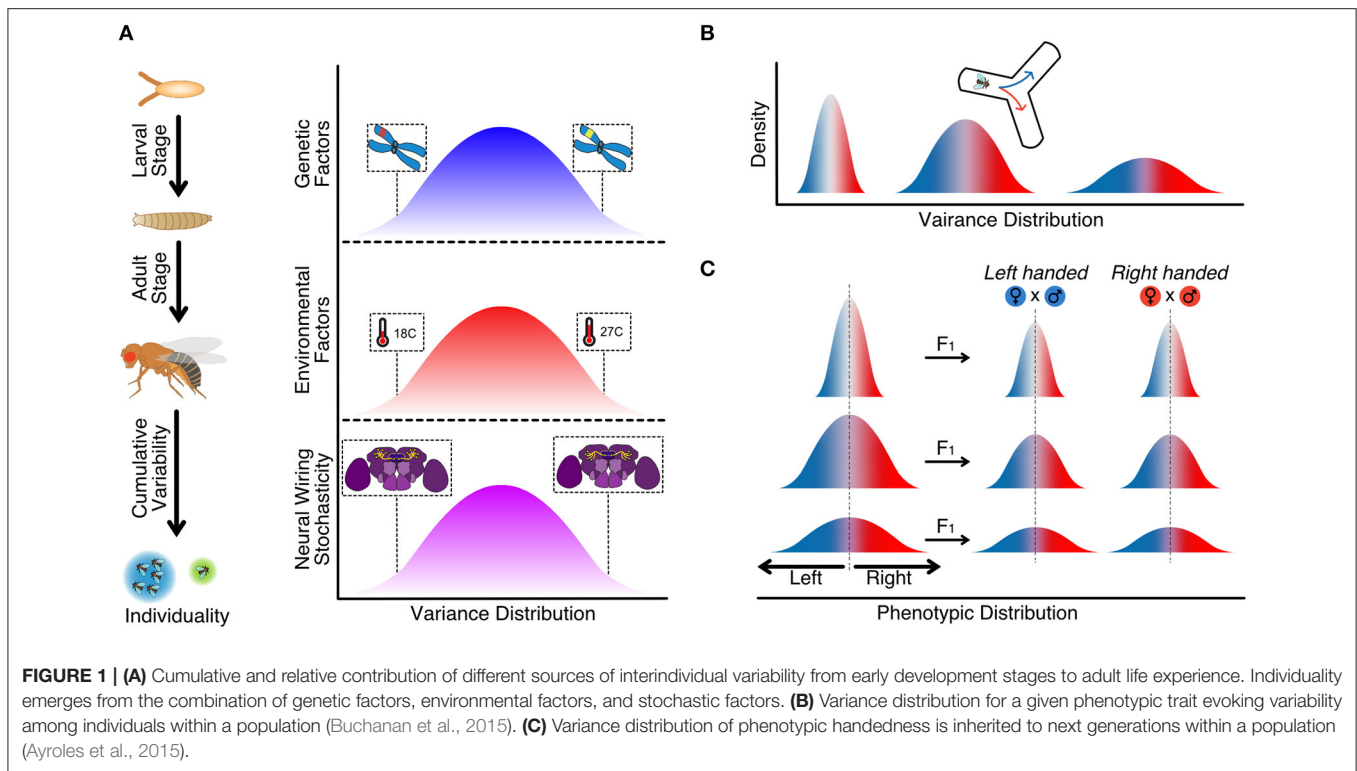 A
Larval
Stage
Adult
Stage
Cumulative
Variability
Individuality
Genetic
Factors
Environmental
Factors
18C
27C
Neural Wiring
Stochasticity
Variance Distribution
B
Density
Vairance Distribution
C
Left handed
Right handed
♀ x ♂
♀ x ♂
F1
F1
F1
Left
Right
Phenotypic Distribution
FIGURE 1 | (A) Cumulative and relative contribution of different sources of interindividual variability from early development stages to adult life experience. Individuality
emerges from the combination of genetic factors, environmental factors, and stochastic factors. (B) Variance distribution for a given phenotypic trait evoking variability
among individuals within a population (Buchanan et al., 2015). (C) Variance distribution of phenotypic handedness is inherited to next generations within a population
(Ayroles et al., 2015).